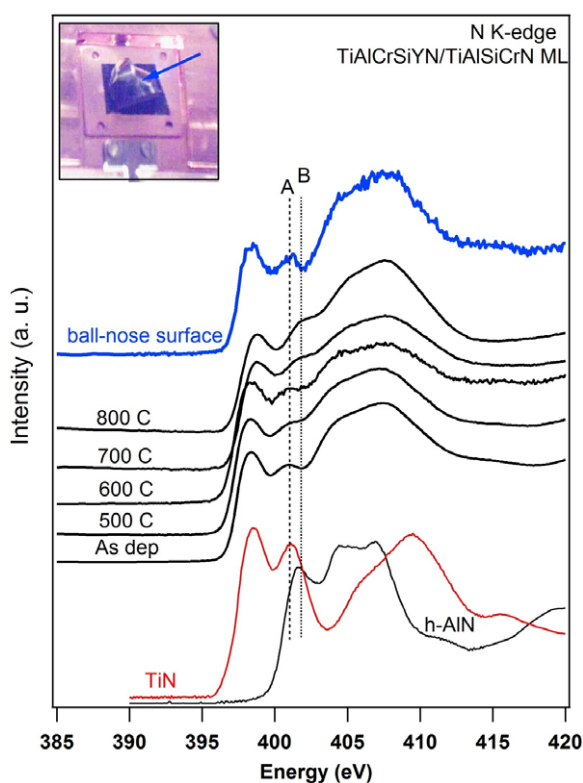 N K-edge
TiAlCrSiYN/TiAlSiCrN ML
A
B
ball-nose surface
800 C
700 C
600 C
500 C
As dep
TiN
h-AlN
Intensity (a. u.)
385 390 395 400 405 410 415 420
Energy (eV)